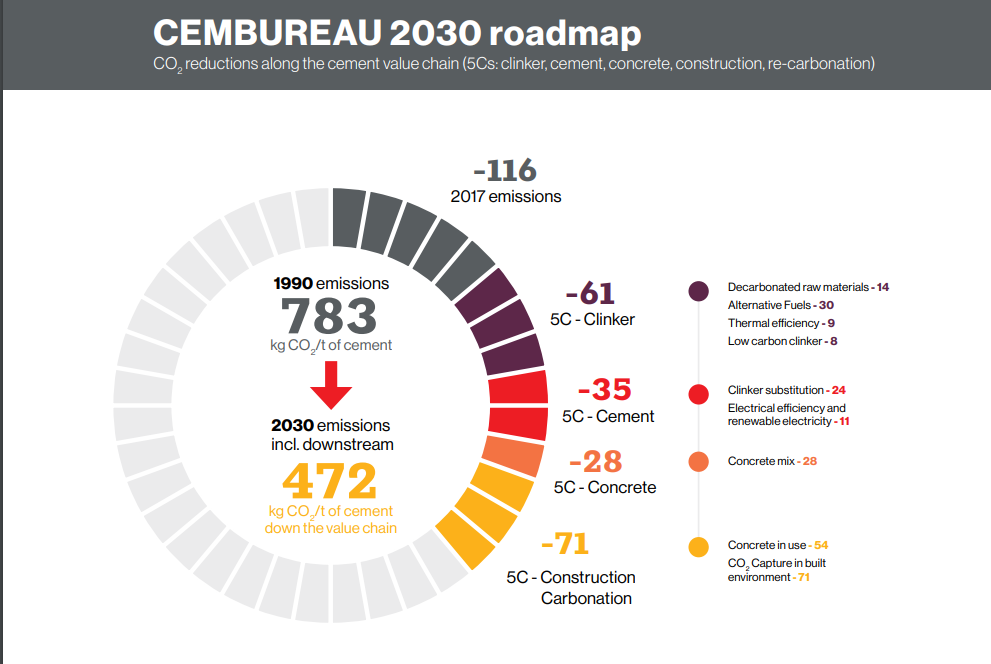 CEMBUREAU 2030 roadmap
CO2 reductions along the cement value chain (5Cs: clinker, cement, concrete, construction, re-carbonation)
-116
2017 emissions
1990 emissions
783
kg CO2/t of cement
2030 emissions
incl. downstream
472
kg CO2/t of cement
down the value chain
-61
5C - Clinker
-35
5C - Cement
-28
5C - Concrete
-71
5C - Construction
Carbonation
Decarbonated raw materials - 14
Alternative Fuels - 30
Thermal efficiency - 9
Low carbon clinker - 8
Clinker substitution - 24
Electrical efficiency and
renewable electricity - 11
Concrete mix - 28
Concrete in use - 54
CO2 Capture in built
environment - 71